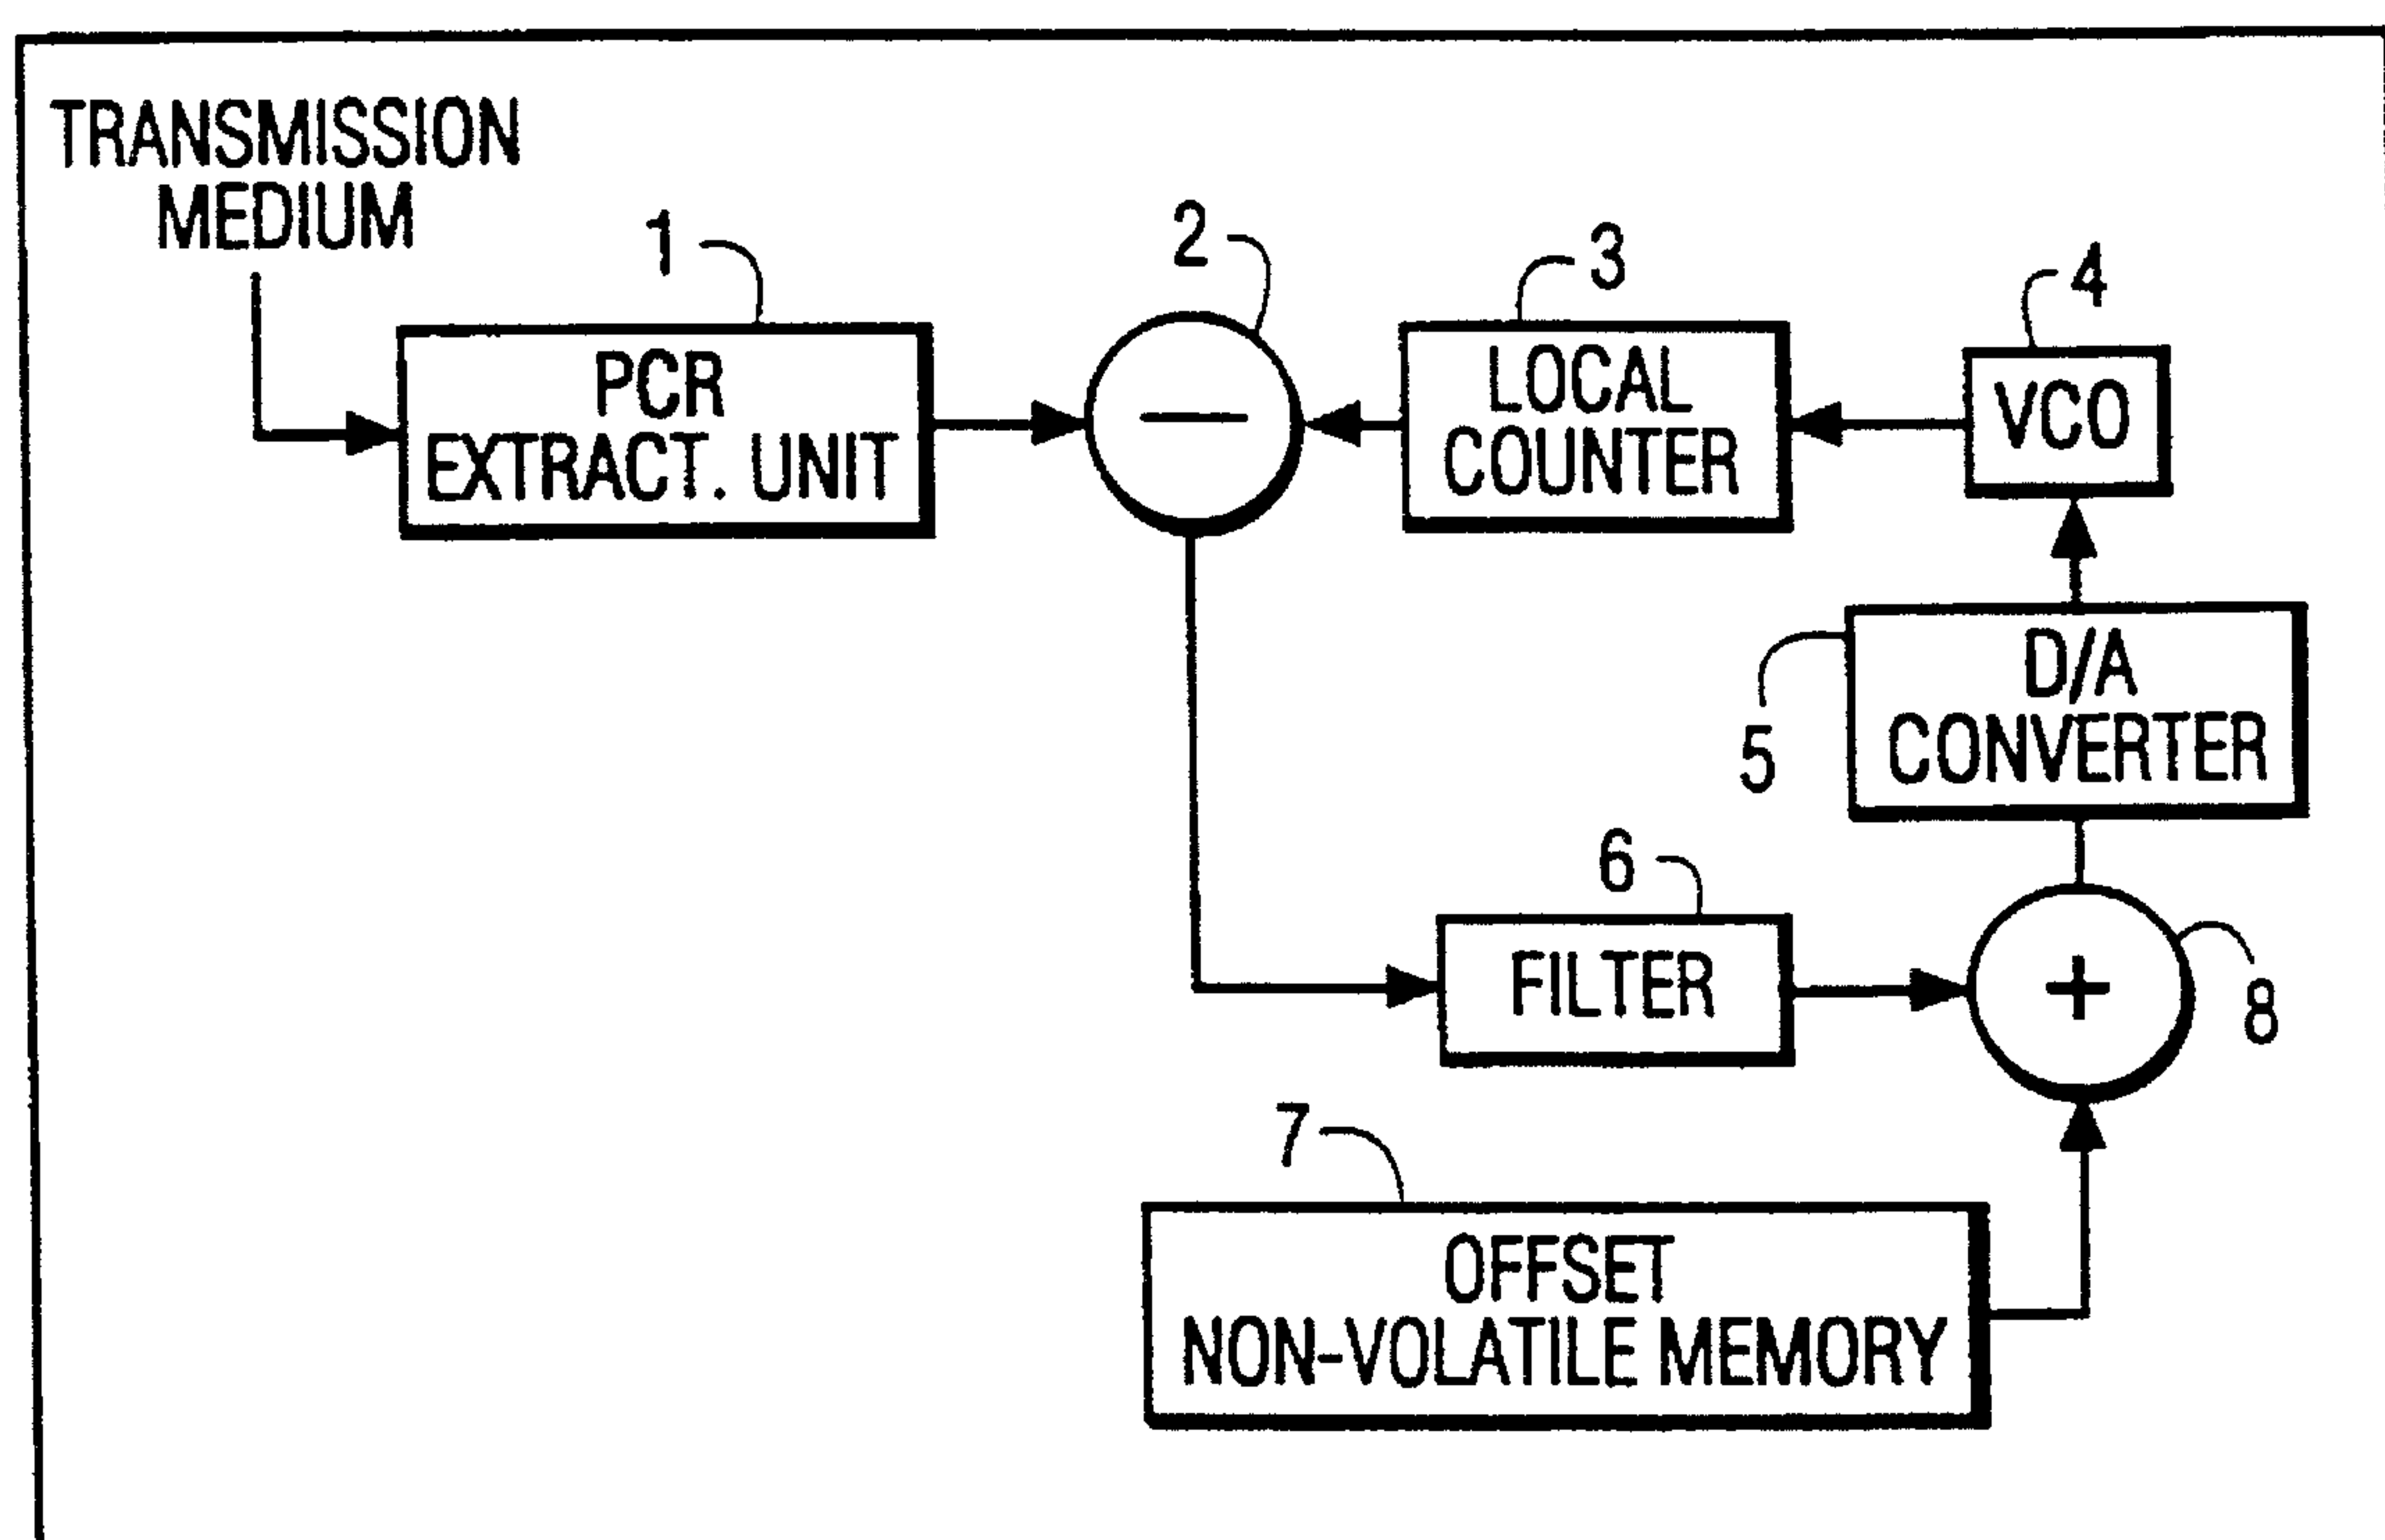 TRANSMISSION
MEDIUM
1
2
3
4
PCR
EXTRACT. UNIT
−
LOCAL
COUNTER
VCO
D/A
CONVERTER
5
6
FILTER
+
8
7
OFFSET
NON-VOLATILE MEMORY